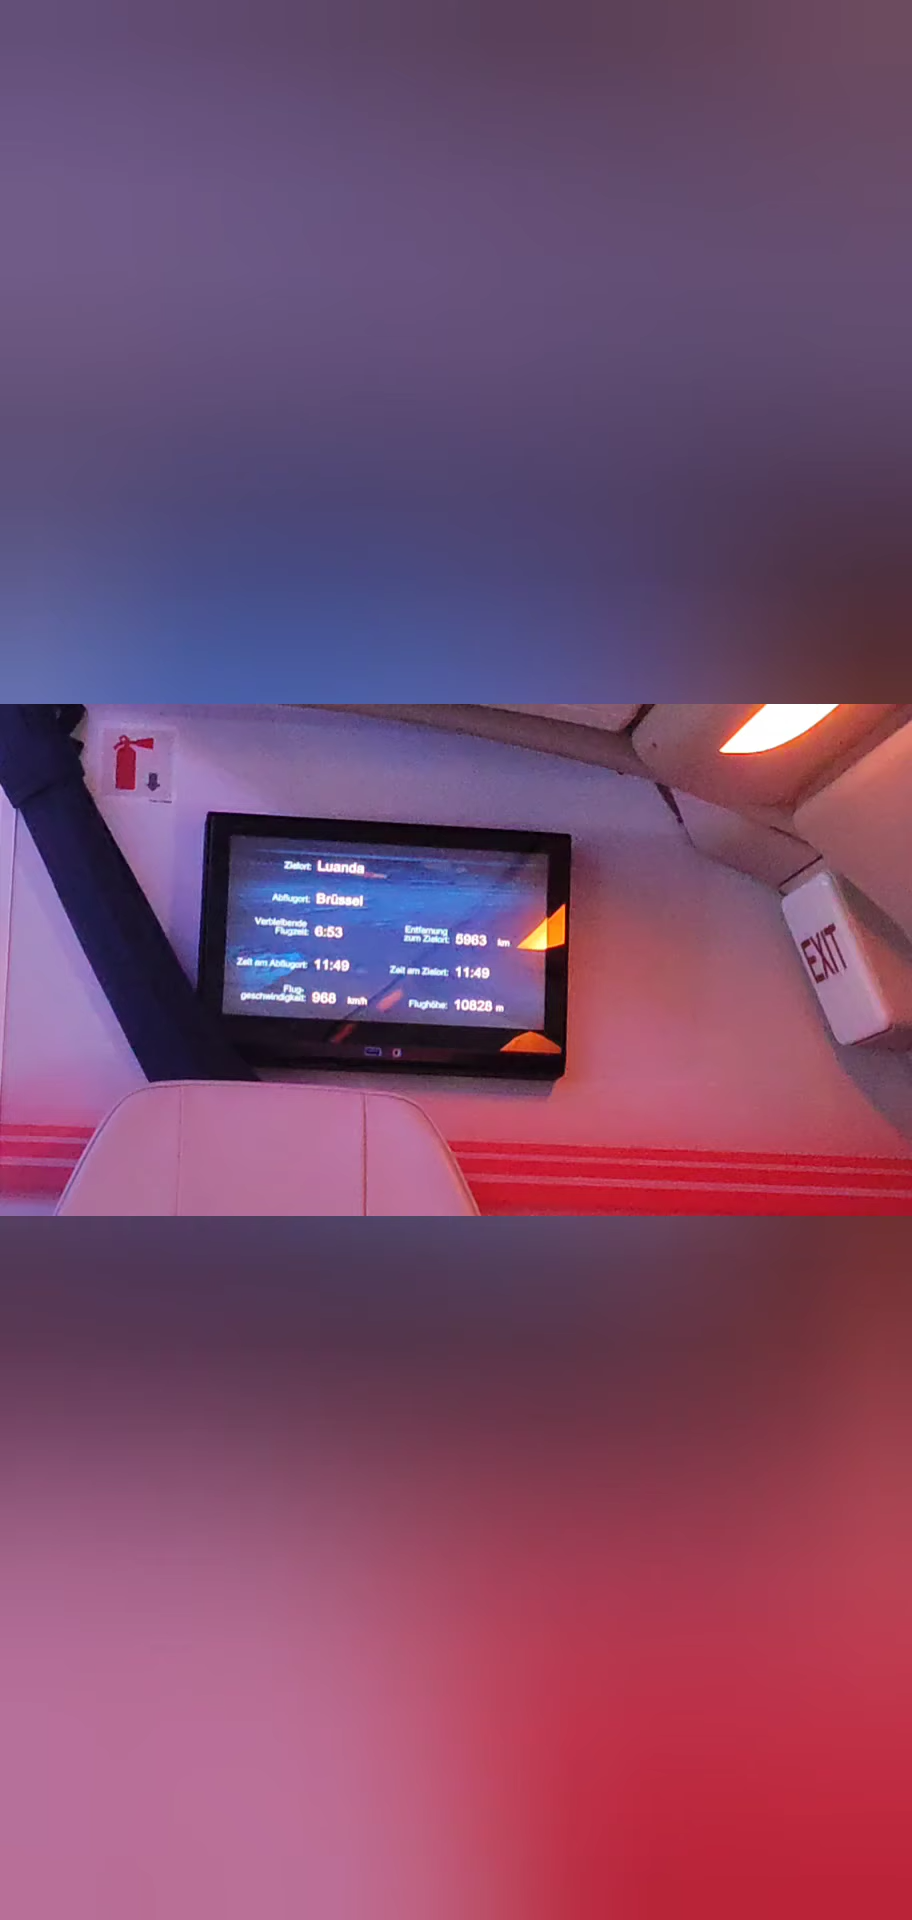 Zielort: Luanda
Abflugort: Brüssel
Verbleibende
Flugzeit: 6:53
Entfernung
zum Zielort: 5963 km
Zeit am Abflugort: 11:49
Zeit am Zielort: 11:49
Flug-
geschwindigkeit: 968 km/h
Flughöhe: 10828 m
EXIT